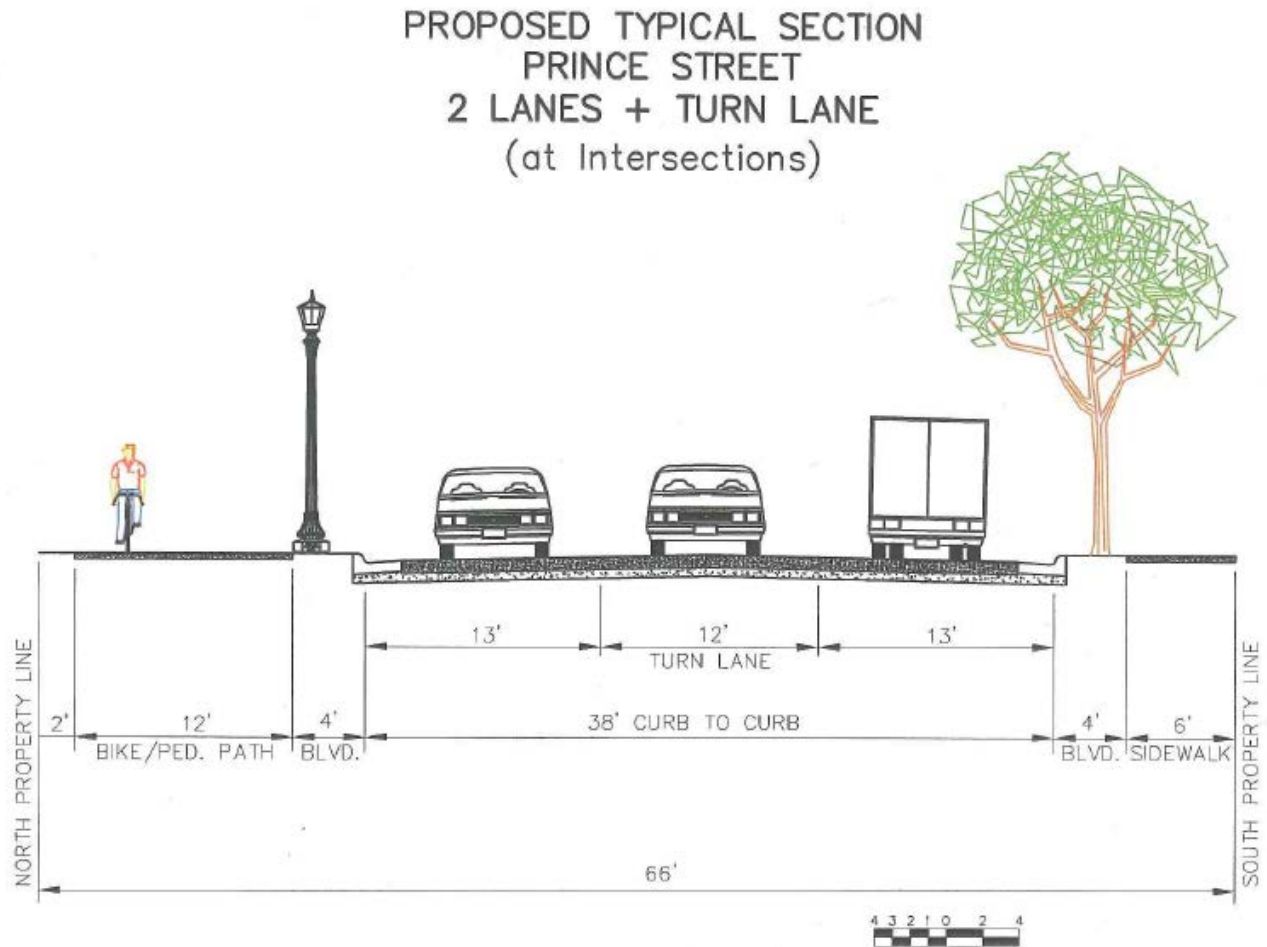 PROPOSED TYPICAL SECTION
PRINCE STREET
2 LANES + TURN LANE
(at Intersections)
13'
12'
13'
TURN LANE
2'
12'
4'
38' CURB TO CURB
4'
6'
BIKE/PED. PATH
BLVD.
BLVD.
SIDEWALK
NORTH PROPERTY LINE
SOUTH PROPERTY LINE
66'
4 3 2 1 0 2 4